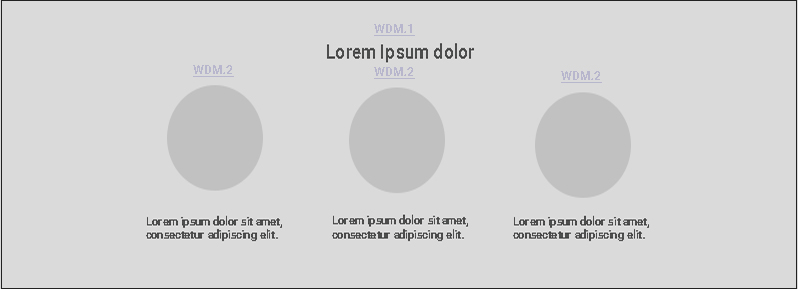 WDM.1
Lorem Ipsum dolor
WDM.2
WDM.2
WDM.2
Lorem ipsum dolor sit amet,
consectetur adipiscing elit.
Lorem ipsum dolor sit amet,
consectetur adipiscing elit.
Lorem ipsum dolor sit amet,
consectetur adipiscing elit.